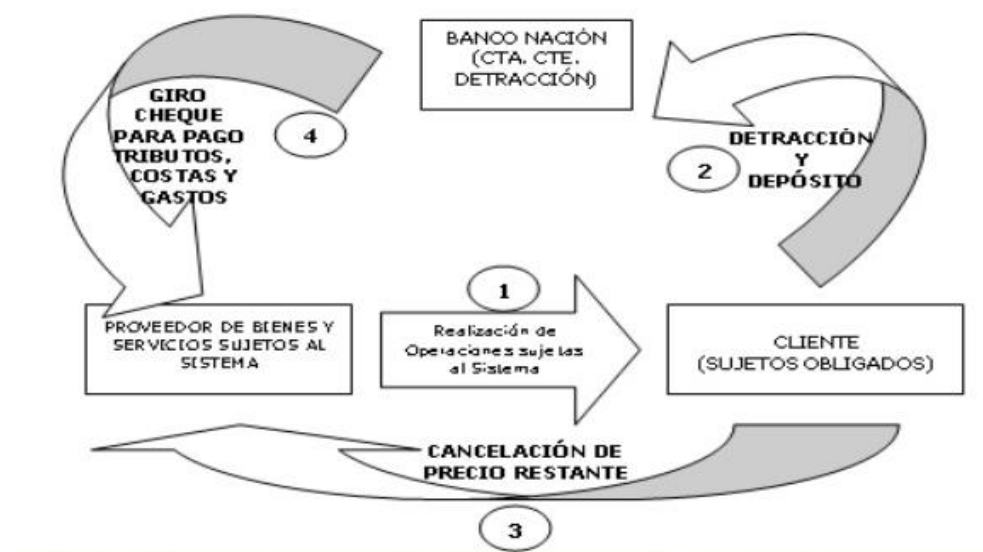 BANCO NACIÓN
(CTA. CTE.
DETRACCIÓN)
GIRO
CHEQUE
PARA PAGO
TRIBUTOS,
COSTAS Y
GASTOS
4
2
DETRACCIÓN
Y
DEPÓSITO
1
PROVEEDOR DE BIENES Y
SERVICIOS SUJETOS AL
SISTEMA
Realización de
Operaciones sujetas
al Sistema
CLIENTE
(SUJETOS OBLIGADOS)
CANCELACIÓN DE
PRECIO RESTANTE
3